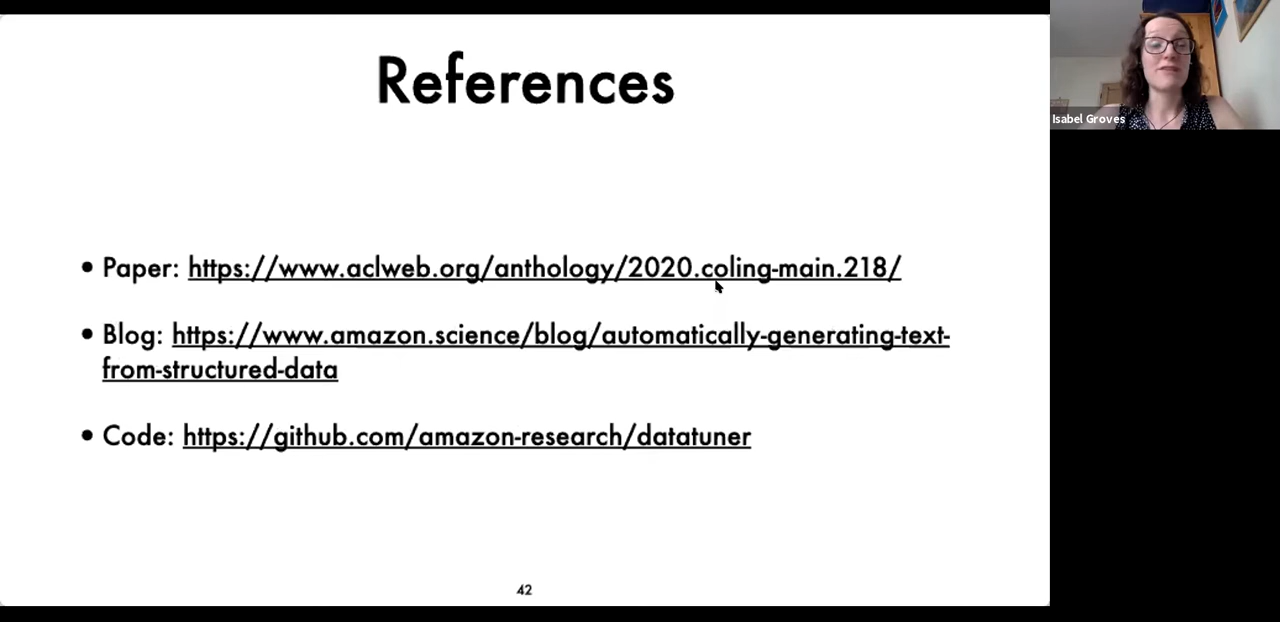 References
• Paper: https://www.aclweb.org/anthology/2020.coling-main.218/
• Blog: https://www.amazon.science/blog/automatically-generating-text-
from-structured-data
• Code: https://github.com/amazon-research/datatuner
42
Isabel Groves